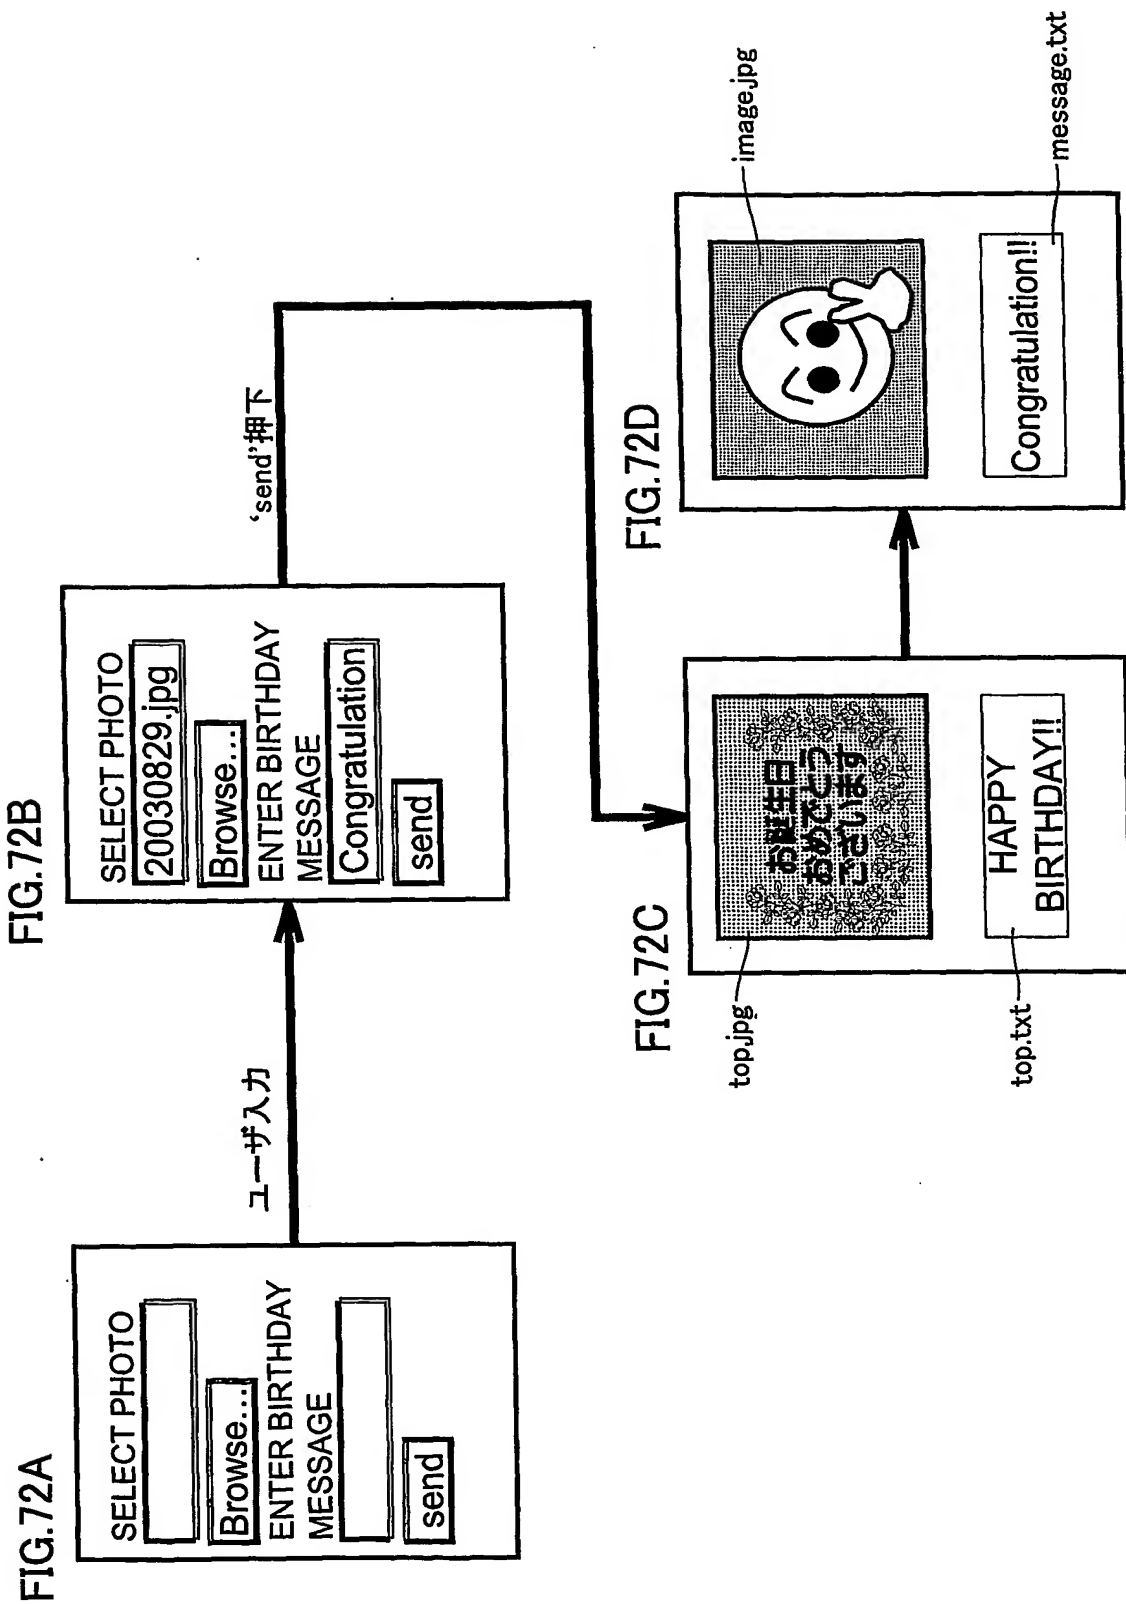 FIG.72A
SELECT PHOTO
Browse...
ENTER BIRTHDAY
MESSAGE
send
ユーザ入力
FIG.72B
SELECT PHOTO
20030829.jpg
Browse...
ENTER BIRTHDAY
MESSAGE
Congratulation
send
‘send’押下
FIG.72C
top.jpg
お誕生日
おめでとう
ございます
top.txt
HAPPY
BIRTHDAY!!
FIG.72D
image.jpg
Congratulation!!
message.txt